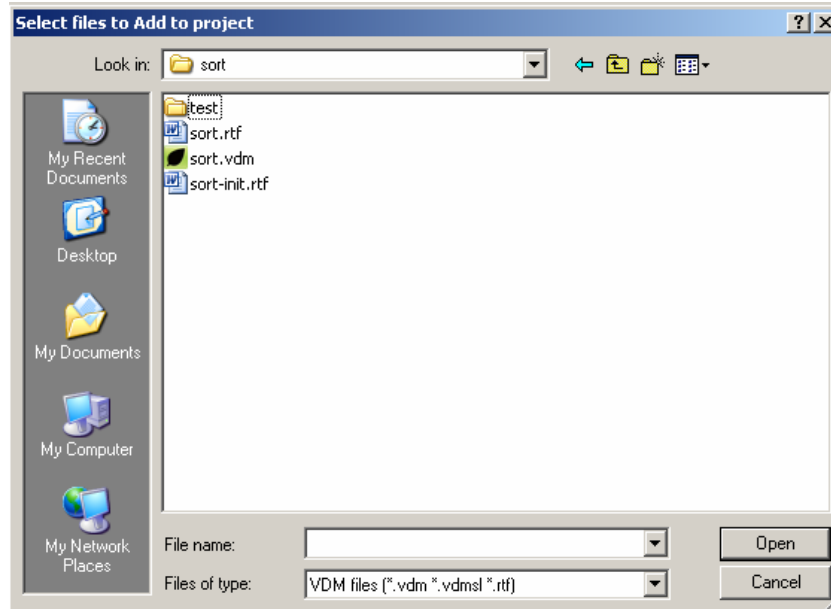 Select files to Add to project
Look in:
sort
test
sort.rtf
sort.vdm
sort-init.rtf
My Recent
Documents
Desktop
My Documents
My Computer
My Network
Places
File name:
Open
Files of type:
VDM files (*.vdm *.vdmsl *.rtf)
Cancel